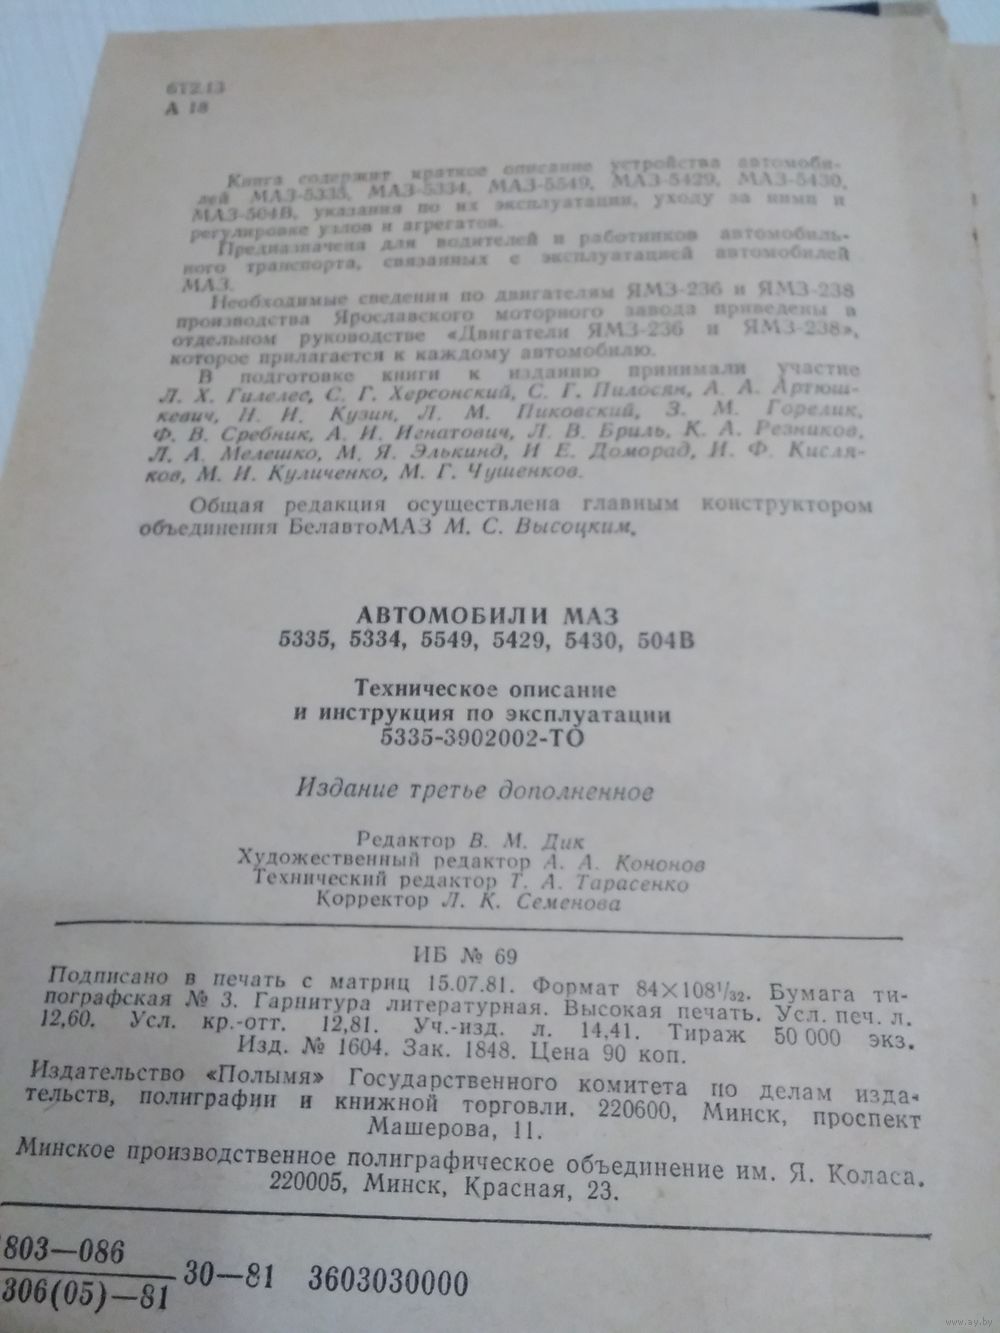 6Т2.13
А 18
Книга содержит краткое описание устройства автомоби-
лей МАЗ-5335, МАЗ-5334, МАЗ-5549, МАЗ-5429, МАЗ-5430,
МАЗ-504В, указания по их эксплуатации, уходу за ними и
регулировке узлов и агрегатов.
Предназначена для водителей и работников автомобиль-
ного транспорта, связанных с эксплуатацией автомобилей
МАЗ.
Необходимые сведения по двигателям ЯМЗ-236 и ЯМЗ-238
производства Ярославского моторного завода приведены в
отдельном руководстве «Двигатели ЯМЗ-236 и ЯМЗ-238»,
которое прилагается к каждому автомобилю.
В подготовке книги к изданию принимали участие
Л. Х. Гилелес, С. Г. Херсонский, С. Г. Пилосян, А. А. Артюш-
кевич, Н. И. Кузин, Л. М. Пиковский, З. М. Горелик,
Ф. В. Сребник, А. И. Игнатович, Л. В. Бриль, К. А. Резников,
Л. А. Мелешко, М. Я. Элькинд, И Е. Доморад, И. Ф. Кисля-
ков, М. И. Куличенко, М. Г. Чушенков.
Общая редакция осуществлена главным конструктором
объединения БелавтоМАЗ М. С. Высоцким.
АВТОМОБИЛИ МАЗ
5335, 5334, 5549, 5429, 5430, 504В
Техническое описание
и инструкция по эксплуатации
5335-3902002-ТО
Издание третье дополненное
Редактор В. М. Дик
Художественный редактор А. А. Кононов
Технический редактор Т. А. Тарасенко
Корректор Л. К. Семенова
ИБ № 69
Подписано в печать с матриц 15.07.81. Формат 84×108¹/₃₂. Бумага ти-
пографская № 3. Гарнитура литературная. Высокая печать. Усл. печ. л.
12,60. Усл. кр.-отт. 12,81. Уч.-изд. л. 14,41. Тираж 50 000 экз.
Изд. № 1604. Зак. 1848. Цена 90 коп.
Издательство «Полымя» Государственного комитета по делам изда-
тельств, полиграфии и книжной торговли. 220600, Минск, проспект
Машерова, 11.
Минское производственное полиграфическое объединение им. Я. Коласа.
220005, Минск, Красная, 23.
803—086
306(05)—81 30—81 3603030000
www.ay.by